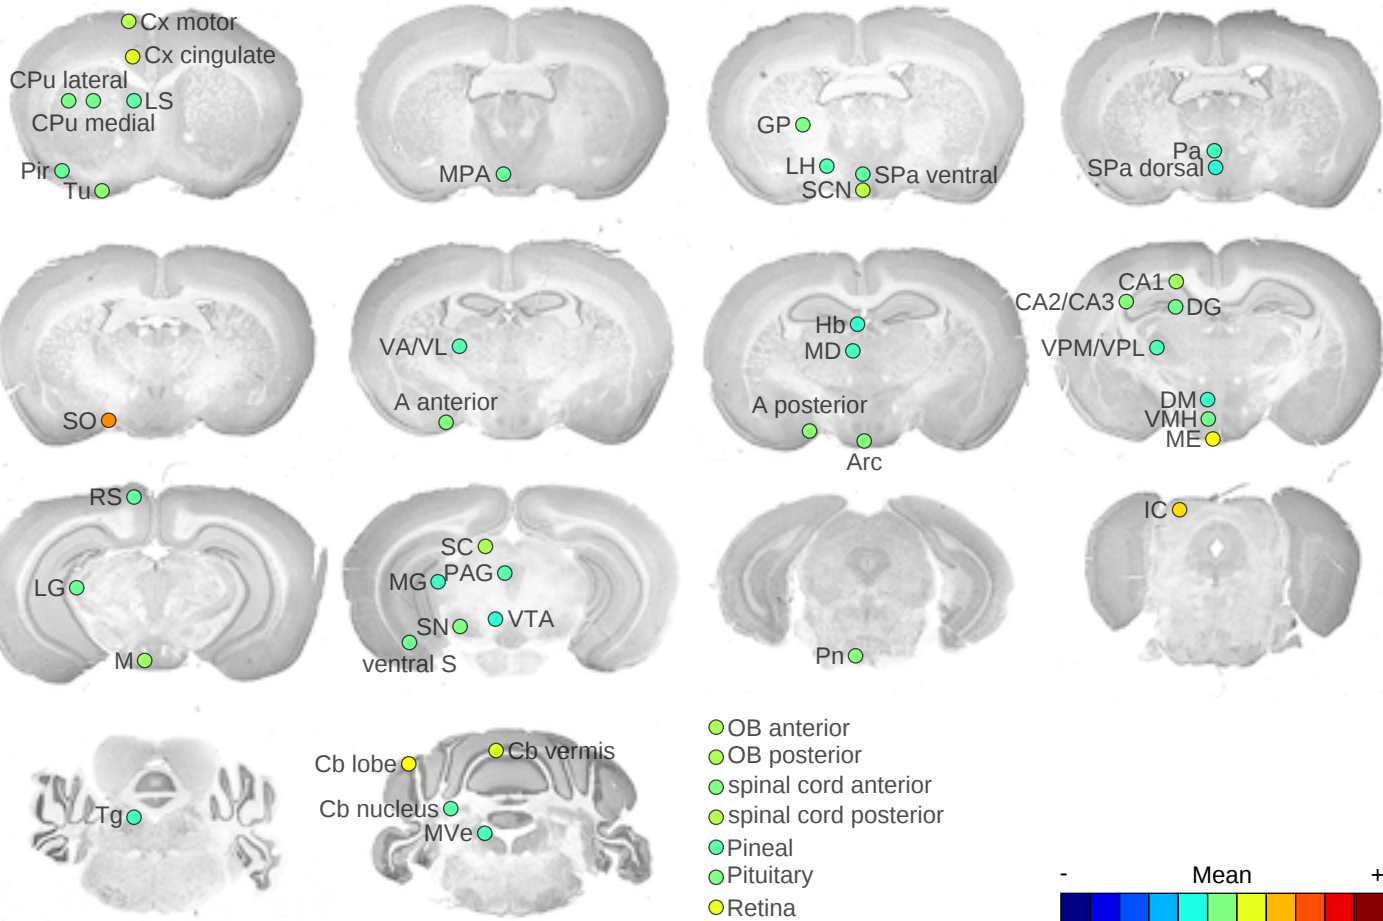 Cx motor
Cx cingulate
CPu lateral
LS
CPu medial
Pir
Tu
MPA
GP
LH
SPa ventral
SCN
Pa
SPa dorsal
SO
VA/VL
A anterior
Hb
MD
A posterior
Arc
CA1
CA2/CA3
DG
VPM/VPL
DM
VMH
ME
RS
LG
M
SC
MG
PAG
SN
VTA
ventral S
Pn
IC
Tg
Cb lobe
Cb vermis
Cb nucleus
MVe
OB anterior
OB posterior
spinal cord anterior
spinal cord posterior
Pineal
Pituitary
Retina
- Mean +